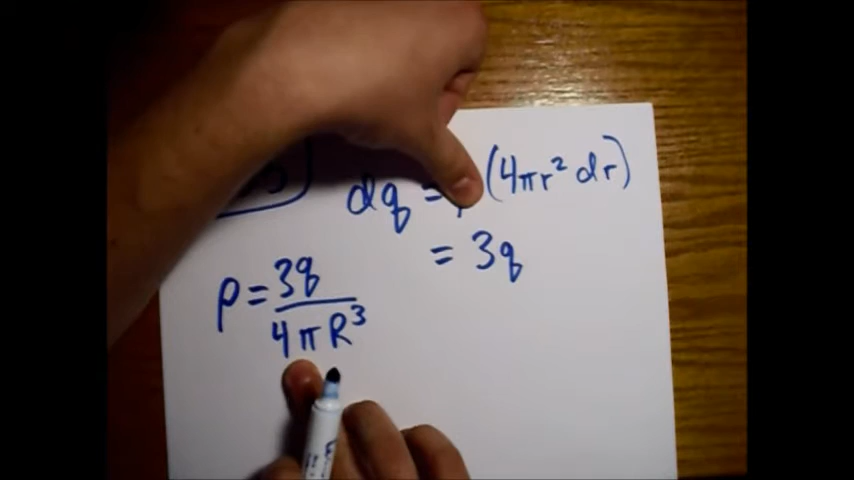 dq = (4πr² dr)
= 3q
ρ = 3q / 4πR³